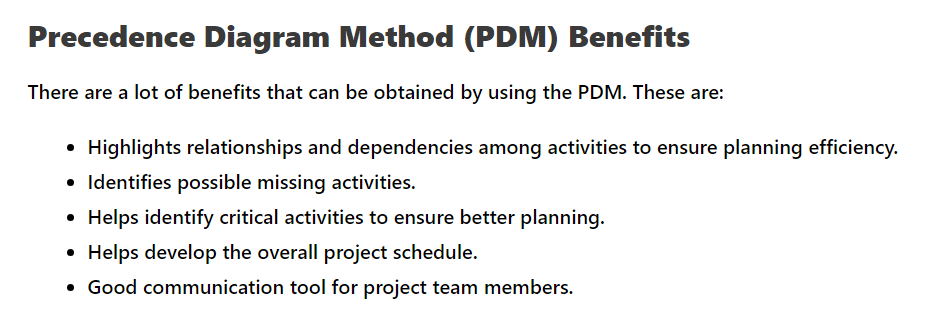 Precedence Diagram Method (PDM) Benefits
There are a lot of benefits that can be obtained by using the PDM. These are:
• Highlights relationships and dependencies among activities to ensure planning efficiency.
• Identifies possible missing activities.
• Helps identify critical activities to ensure better planning.
• Helps develop the overall project schedule.
• Good communication tool for project team members.